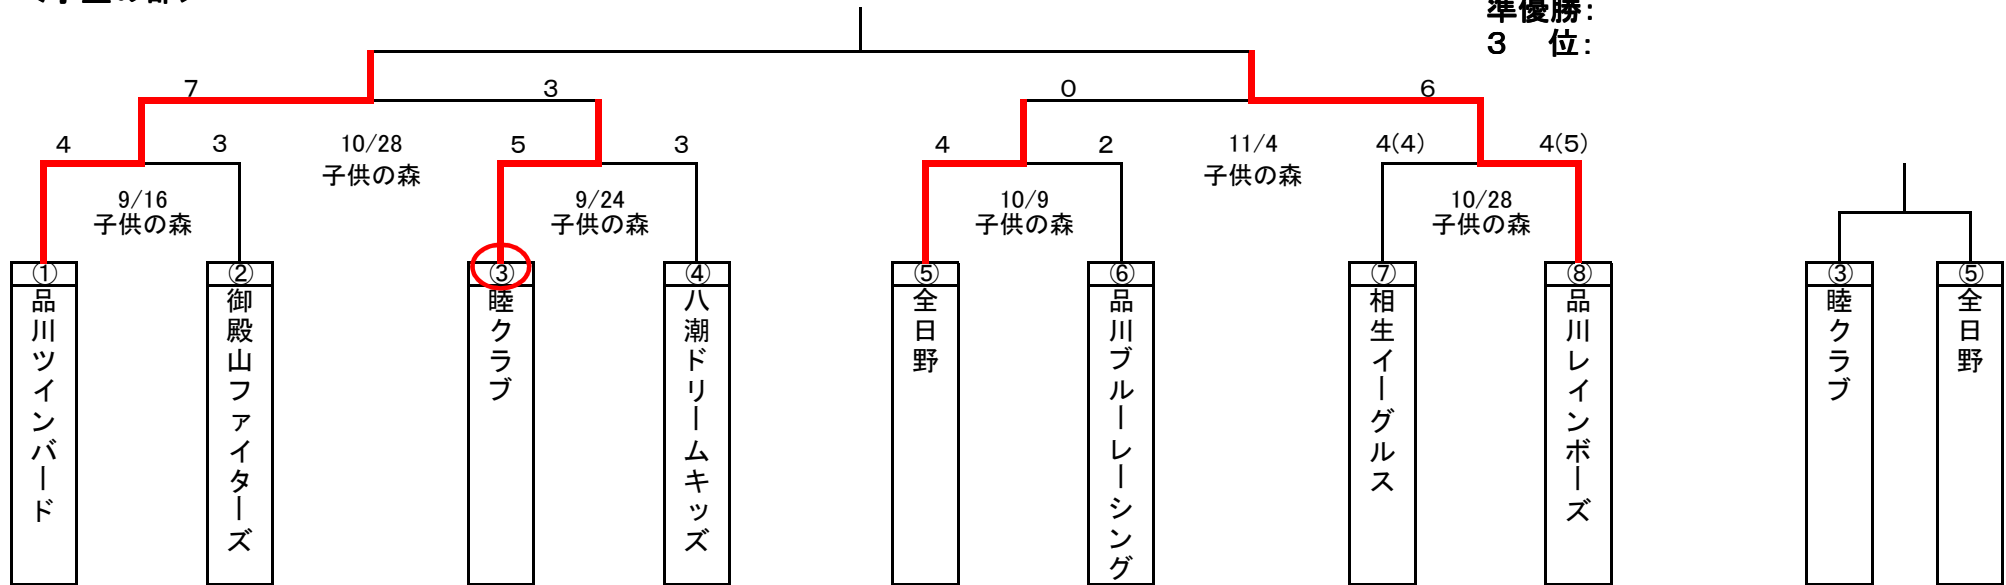 準優勝:
3 位:
7 3 0 6
4 3 10/28 5 3 4 2 11/4 4(4) 4(5)
子供の森 子供の森
9/16 9/24 10/9 10/28
子供の森 子供の森 子供の森 子供の森
① ② ③ ④ ⑤ ⑥ ⑦ ⑧ ③ ⑤
品川ツインバード
御殿山ファイターズ
睦クラブ
八潮ドリームキッズ
全日野
品川ブルーレーシング
相生イーグルス
品川レインボーズ
睦クラブ
全日野